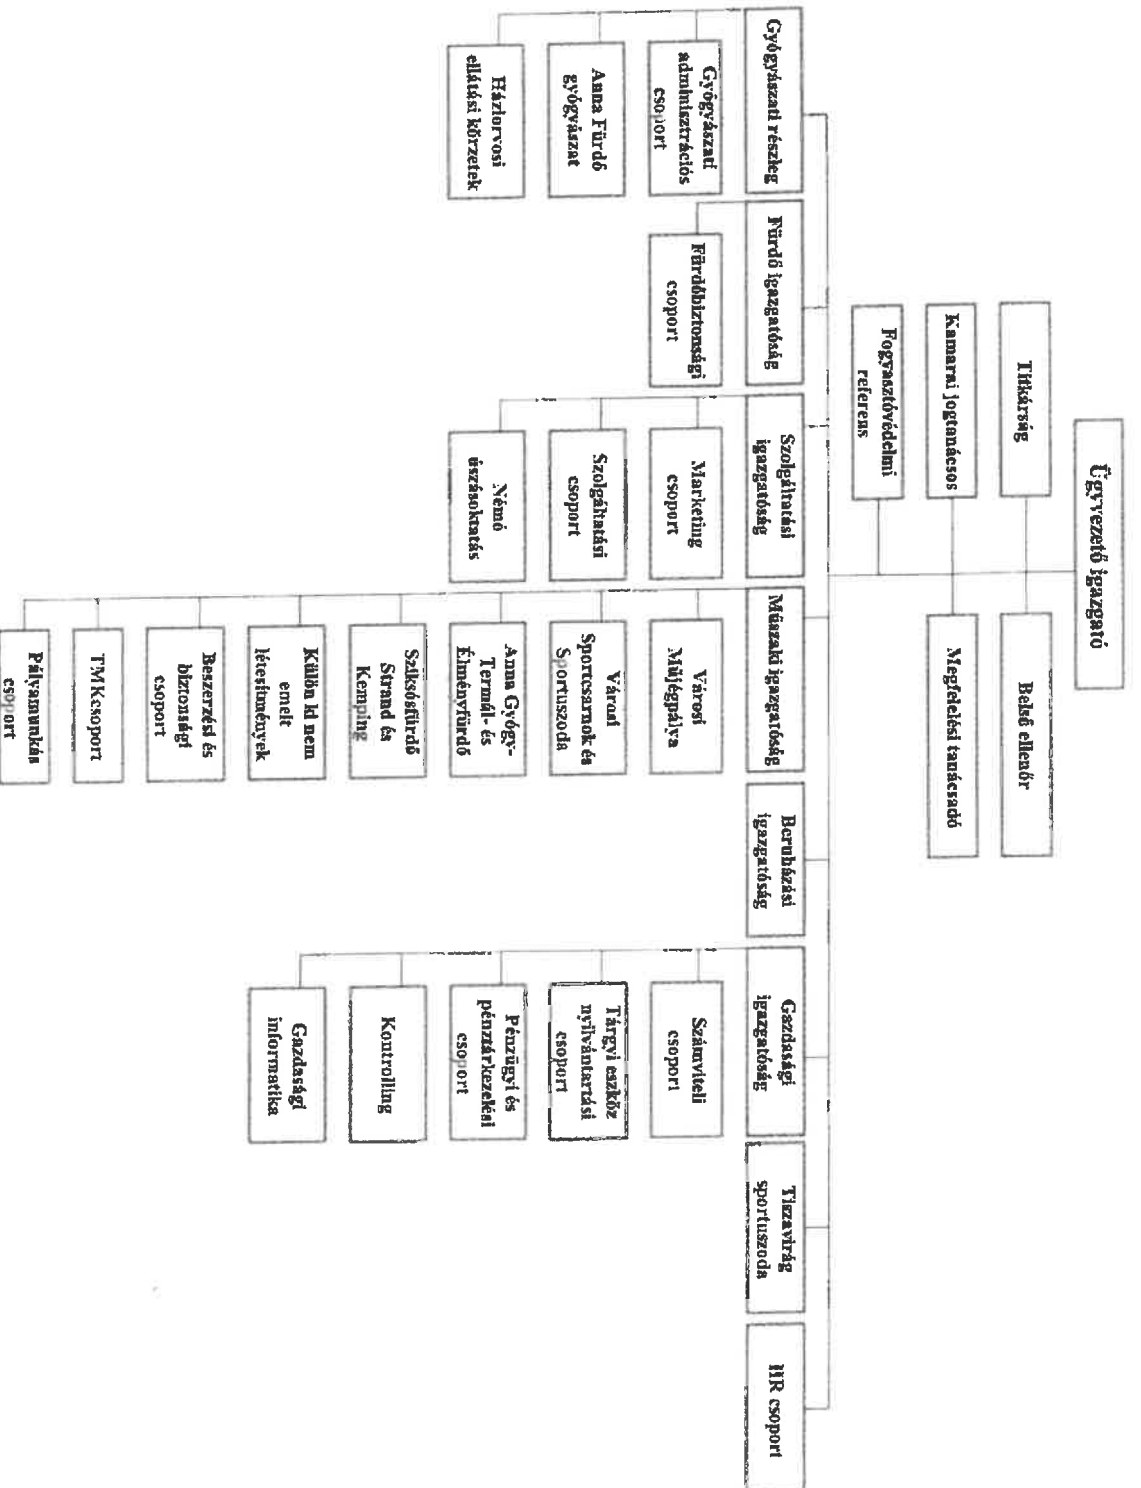 Ügyvezető igazgató
Titkárság
Belső ellenőr
Kamarai jogtanácsos
Megfelelési tanácsadó
Fogyasztóvédelmi
referens
Gyógyászati részleg
Gyógyászati
adminisztrációs
csoport
Anna Fürdő
gyógyászat
Háziorvosi
ellátási körzetek
Fürdő igazgatóság
Fürdőbiztonsági
csoport
Szolgáltatási
igazgatóság
Marketing
csoport
Szolgáltatási
csoport
Némó
úszásoktatás
Műszaki igazgatóság
Városi
Műjégpálya
Városi
Sportcsarnok és
Sportuszoda
Anna Gyógy-
Termál- és
Élményfürdő
Sziksósfürdő
Strand és
Kemping
Külön ki nem
emelt
létesítmények
Beszerzési és
biztonsági
csoport
TMKcsoport
Pályamunkás
csoport
Beruházási
igazgatóság
Gazdasági
igazgatóság
Számviteli
csoport
Tárgyi eszköz
nyilvántartási
csoport
Pénzügyi és
pénztárkezelési
csoport
Kontrolling
Gazdasági
informatika
Tiszavirág
sportuszoda
HR csoport